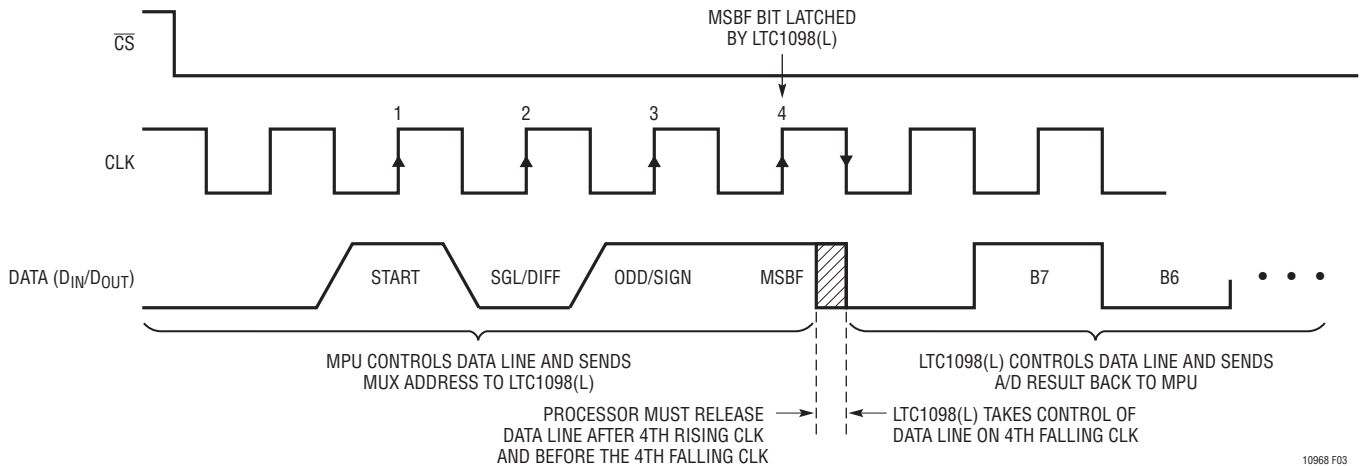 MSBF BIT LATCHED
BY LTC1098(L)
CS
1 2 3 4
CLK
DATA (DIN/DOUT)
START SGL/DIFF ODD/SIGN MSBF B7 B6 • • •
MPU CONTROLS DATA LINE AND SENDS
MUX ADDRESS TO LTC1098(L)
LTC1098(L) CONTROLS DATA LINE AND SENDS
A/D RESULT BACK TO MPU
PROCESSOR MUST RELEASE
DATA LINE AFTER 4TH RISING CLK
AND BEFORE THE 4TH FALLING CLK
LTC1098(L) TAKES CONTROL OF
DATA LINE ON 4TH FALLING CLK
10968 F03